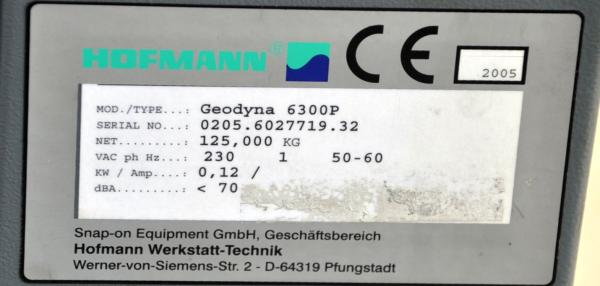 HOFMANN® CE 2005
MOD./TYPE...: Geodyna 6300P
SERIAL NO...: 0205.6027719.32
NET.........: 125,000 KG
VAC ph Hz...: 230 1 50-60
KW / Amp....: 0,12 /
dBA.........: < 70
Snap-on Equipment GmbH, Geschäftsbereich
Hofmann Werkstatt-Technik
Werner-von-Siemens-Str. 2 - D-64319 Pfungstadt